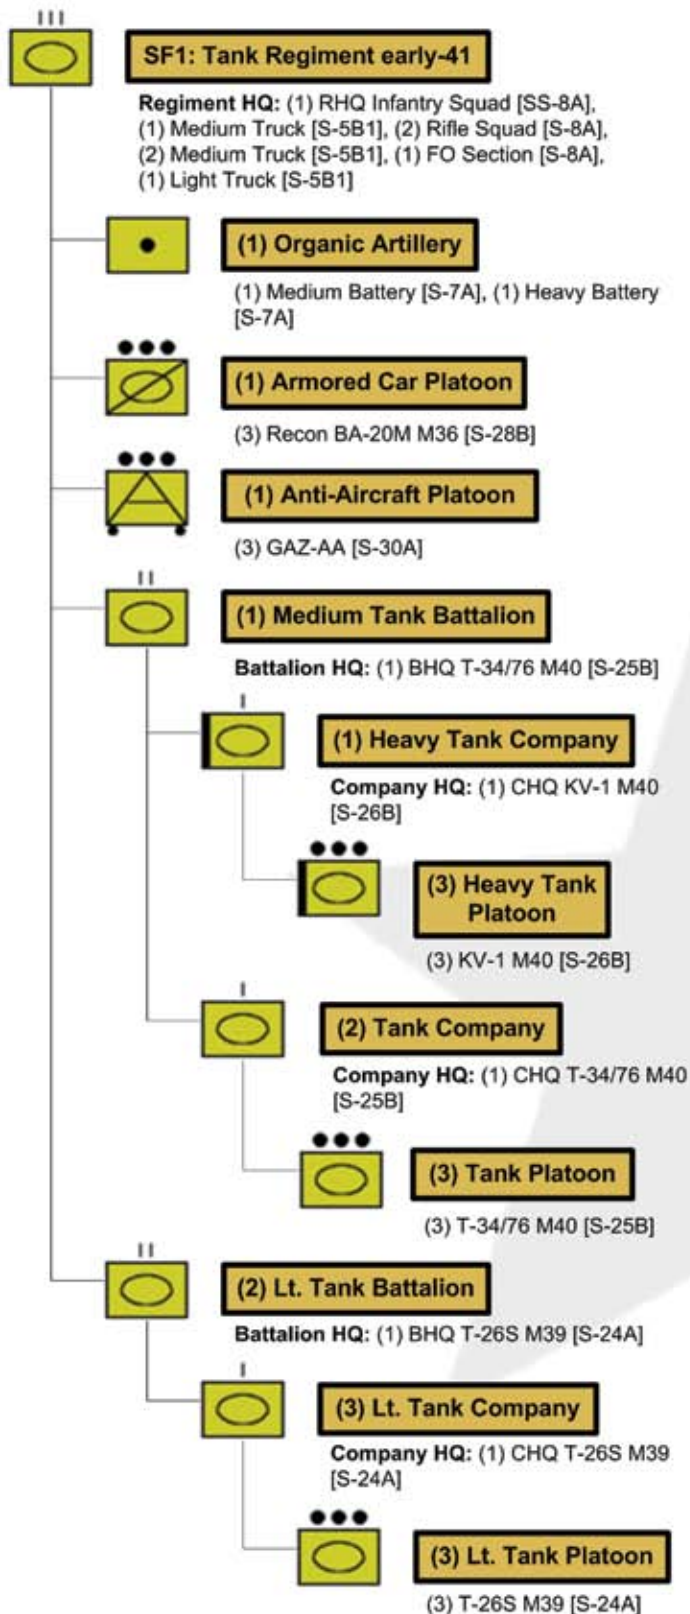 SF1: Tank Regiment early-41
Regiment HQ: (1) RHQ Infantry Squad [SS-8A],
(1) Medium Truck [S-5B1], (2) Rifle Squad [S-8A],
(2) Medium Truck [S-5B1], (1) FO Section [S-8A],
(1) Light Truck [S-5B1]
(1) Organic Artillery
(1) Medium Battery [S-7A], (1) Heavy Battery
[S-7A]
(1) Armored Car Platoon
(3) Recon BA-20M M36 [S-28B]
(1) Anti-Aircraft Platoon
(3) GAZ-AA [S-30A]
(1) Medium Tank Battalion
Battalion HQ: (1) BHQ T-34/76 M40 [S-25B]
(1) Heavy Tank Company
Company HQ: (1) CHQ KV-1 M40
[S-26B]
(3) Heavy Tank
Platoon
(3) KV-1 M40 [S-26B]
(2) Tank Company
Company HQ: (1) CHQ T-34/76 M40
[S-25B]
(3) Tank Platoon
(3) T-34/76 M40 [S-25B]
(2) Lt. Tank Battalion
Battalion HQ: (1) BHQ T-26S M39 [S-24A]
(3) Lt. Tank Company
Company HQ: (1) CHQ T-26S M39
[S-24A]
(3) Lt. Tank Platoon
(3) T-26S M39 [S-24A]